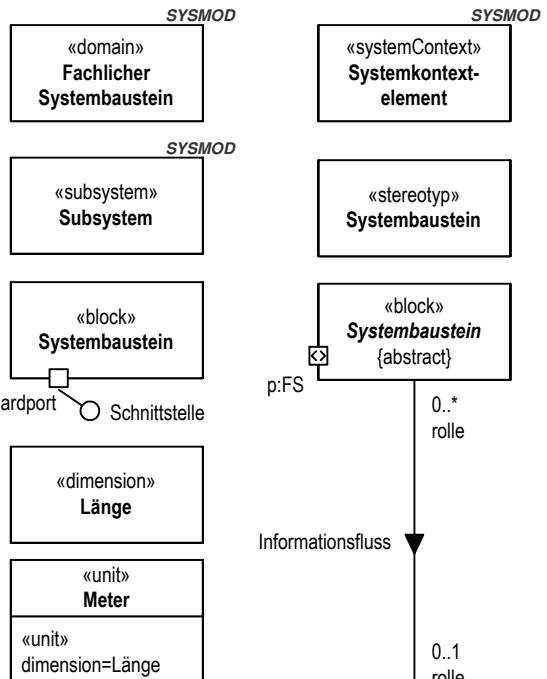 SYSMOD
«domain»
Fachlicher
Systembaustein
SYSMOD
«systemContext»
Systemkontext-
element
SYSMOD
«subsystem»
Subsystem
«stereotyp»
Systembaustein
«block»
Systembaustein
ardport
Schnittstelle
«block»
Systembaustein
{abstract}
p:FS
0..*
rolle
«dimension»
Länge
Informationsfluss
«unit»
Meter
«unit»
dimension=Länge
0..1
rolle